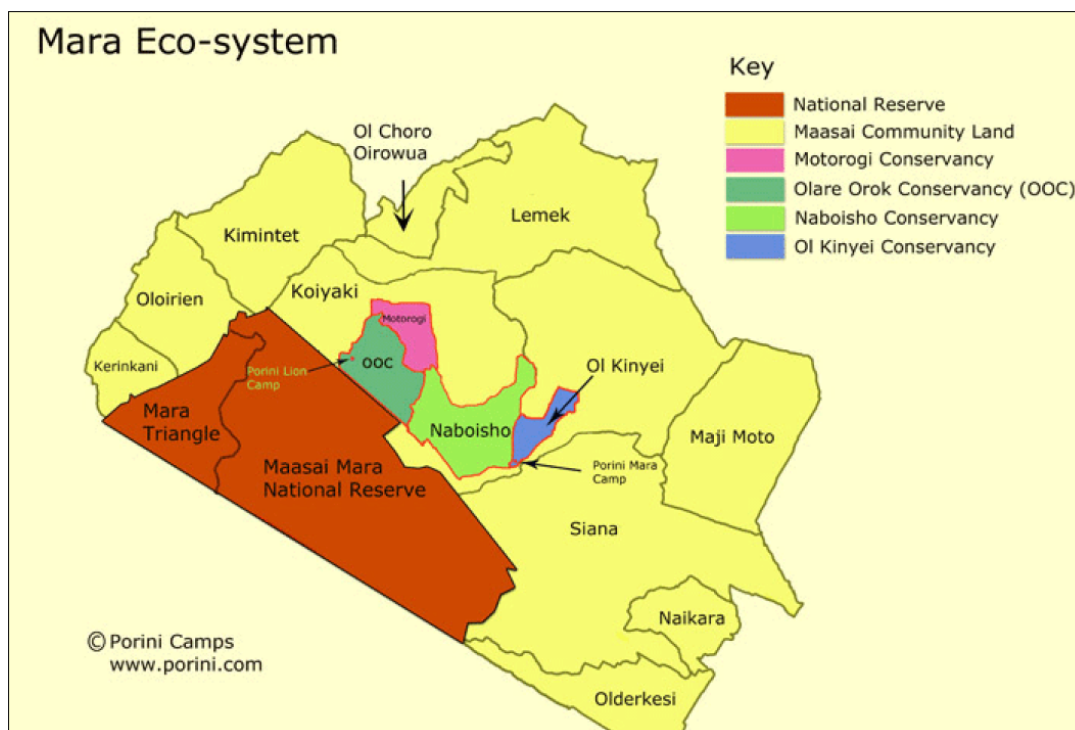 Mara Eco-system
Key
National Reserve
Maasai Community Land
Motorogi Conservancy
Olare Orok Conservancy (OOC)
Naboisho Conservancy
Ol Kinyei Conservancy
Ol Choro
Oirowua
Lemek
Kimintet
Koiyaki
Oloirien
Motorogi
Kerinkani
Porini Lion
Camp
OOC
Ol Kinyei
Mara
Triangle
Naboisho
Maji Moto
Maasai Mara
National Reserve
Porini Mara
Camp
Siana
Naikara
© Porini Camps
www.porini.com
Olderkesi